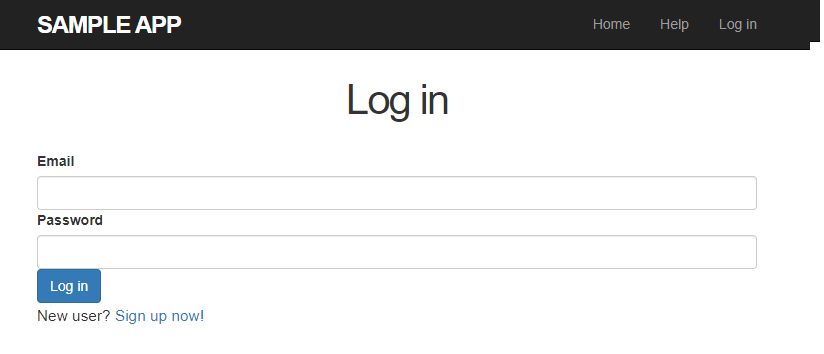 SAMPLE APP Home Help Log in
Log in
Email
Password
Log in
New user? Sign up now!